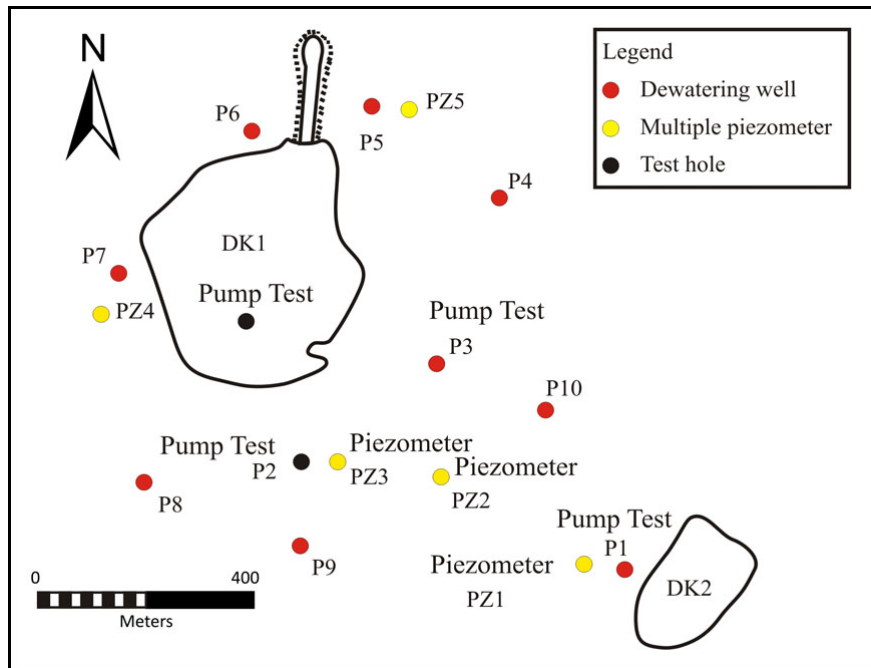 N
Legend
Dewatering well
Multiple piezometer
Test hole
P6
P5
PZ5
P4
DK1
P7
PZ4
Pump Test
Pump Test
P3
P10
Pump Test
P2
Piezometer
PZ3
Piezometer
PZ2
P8
P9
Pump Test
P1
Piezometer
PZ1
DK2
0 400
Meters